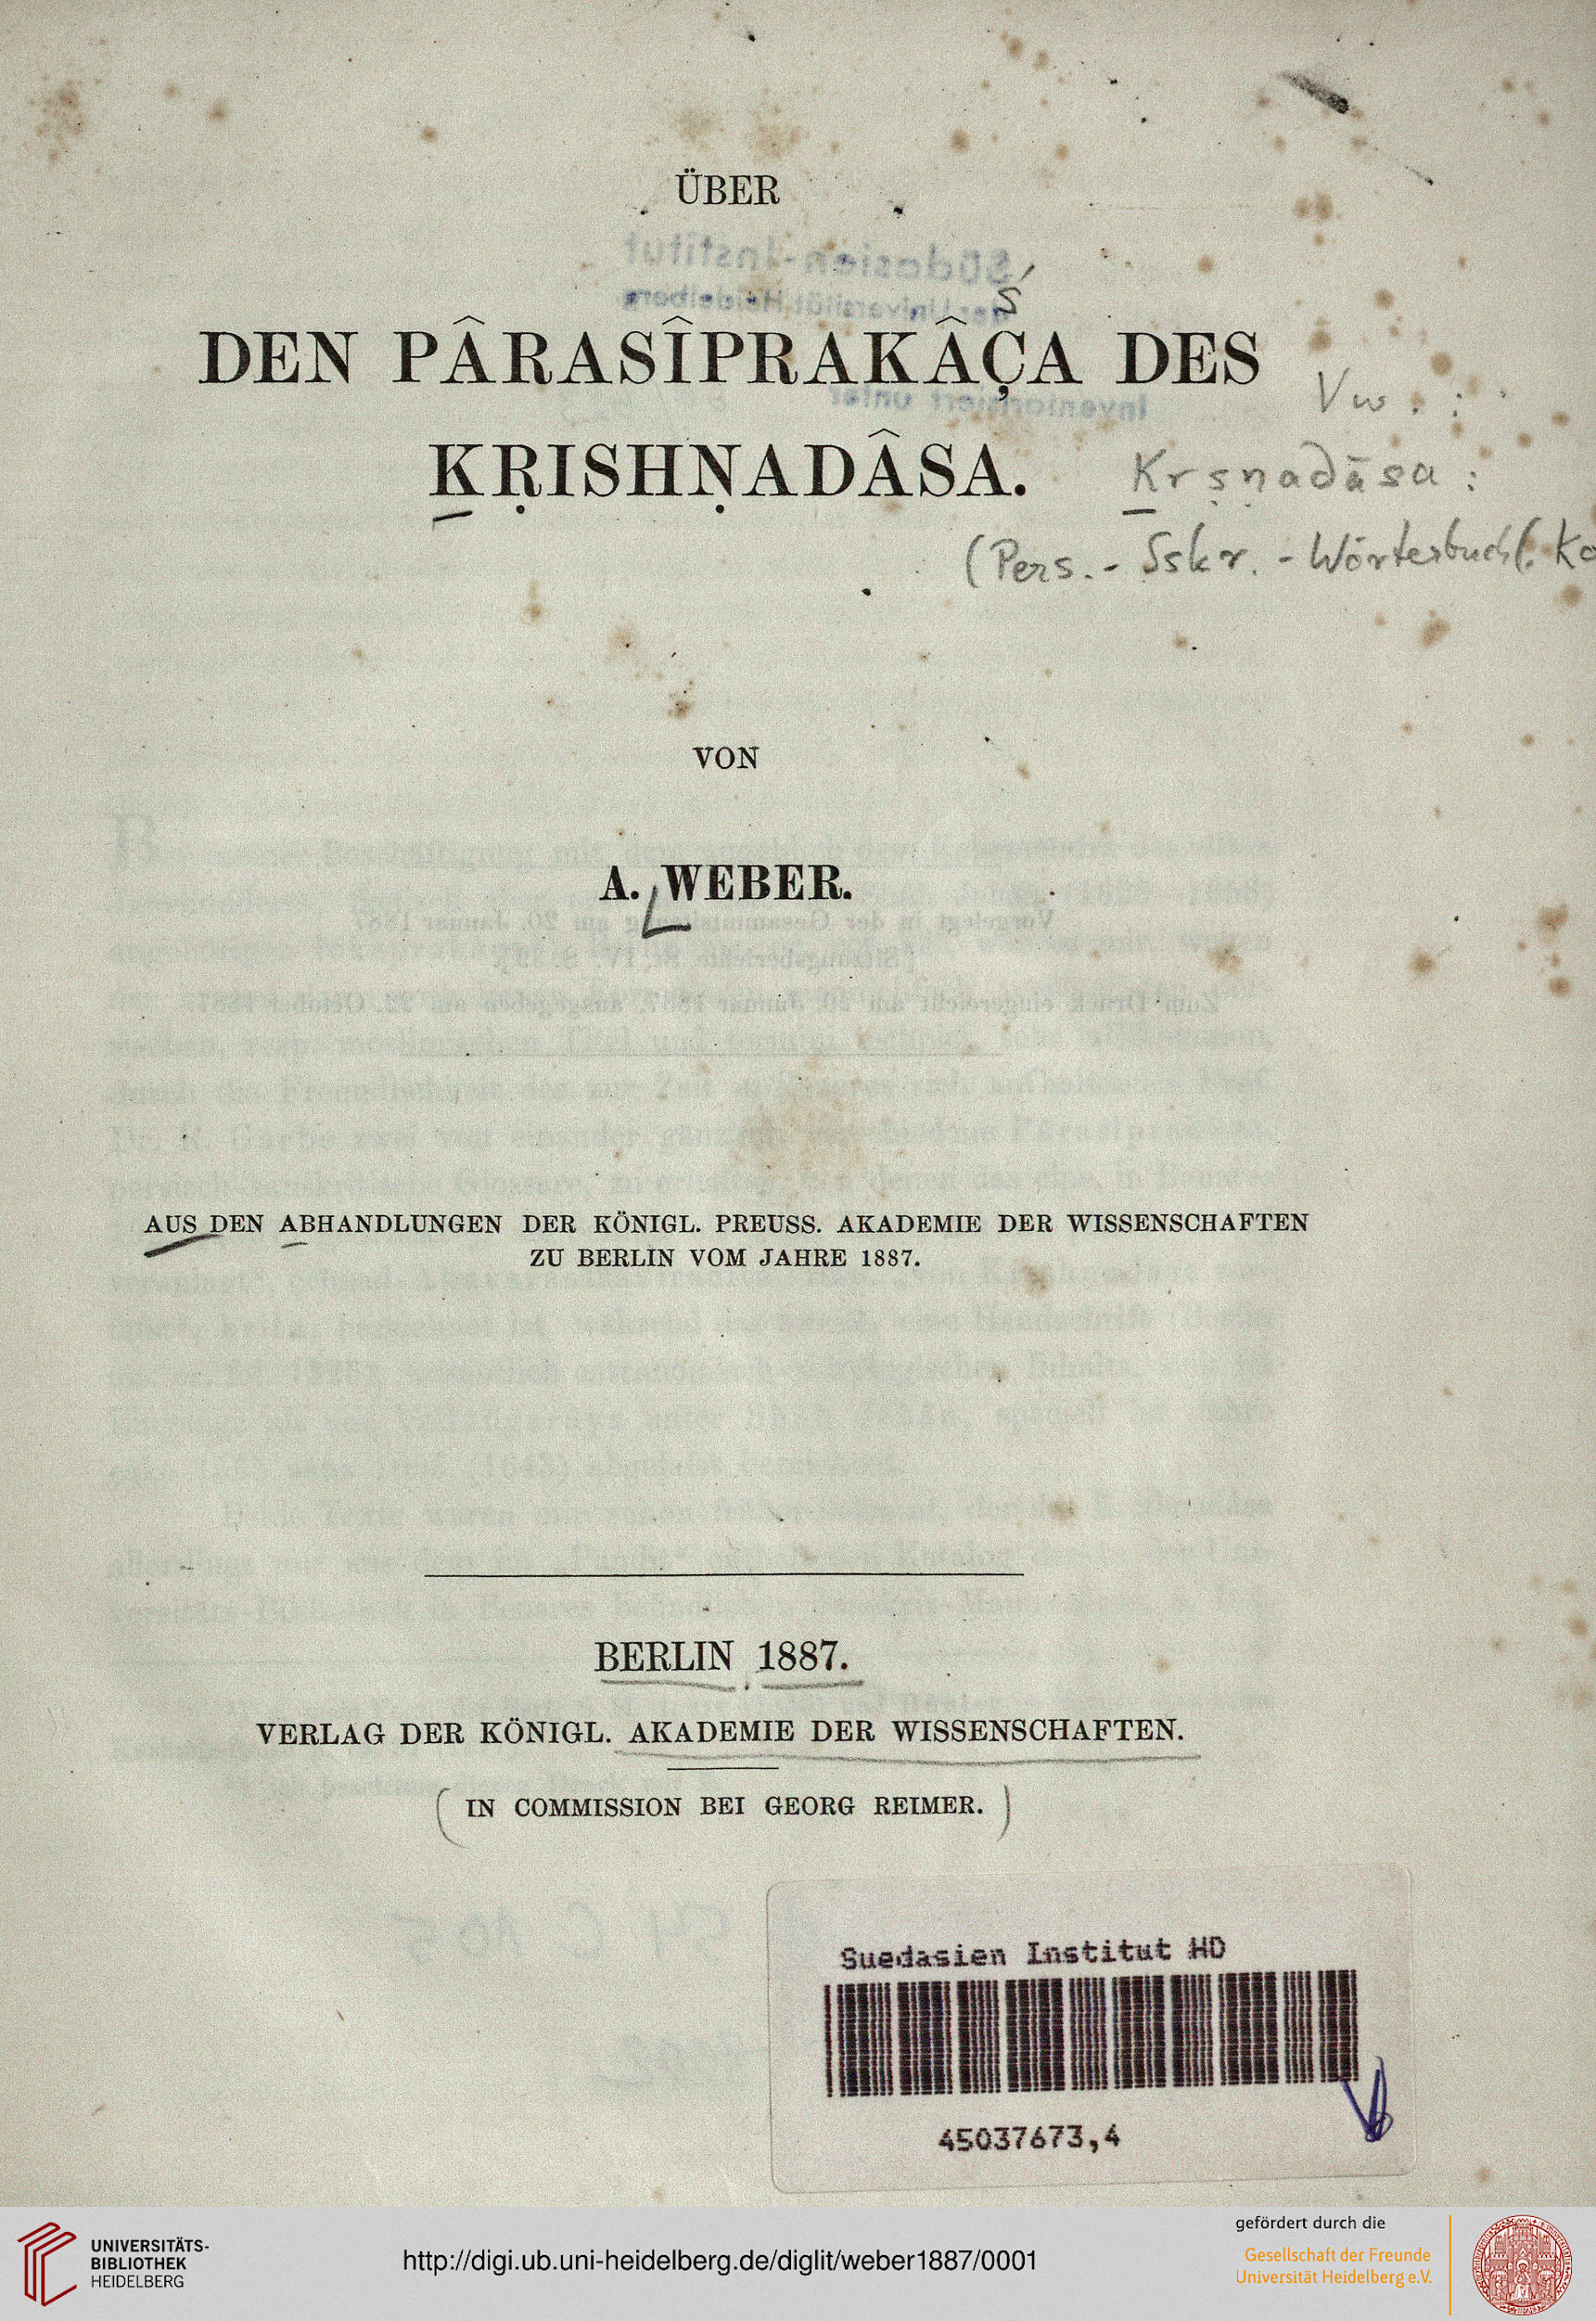 ÜBER
ś
DEN PÂRASÎPRAKÂÇA DES
Vw. :
KṚISHṆADÂSA.
Krṣṇadāsa :
(Pers.-Sskr.-Wörterbuch
VON
A. WEBER.
AUS DEN ABHANDLUNGEN DER KÖNIGL. PREUSS. AKADEMIE DER WISSENSCHAFTEN
ZU BERLIN VOM JAHRE 1887.
BERLIN 1887.
VERLAG DER KÖNIGL. AKADEMIE DER WISSENSCHAFTEN.
(IN COMMISSION BEI GEORG REIMER.)
Suedasien Institut HD
45037673,4
UNIVERSITÄTS-
BIBLIOTHEK
HEIDELBERG
http://digi.ub.uni-heidelberg.de/diglit/weber1887/0001
gefördert durch die
Gesellschaft der Freunde
Universität Heidelberg e.V.